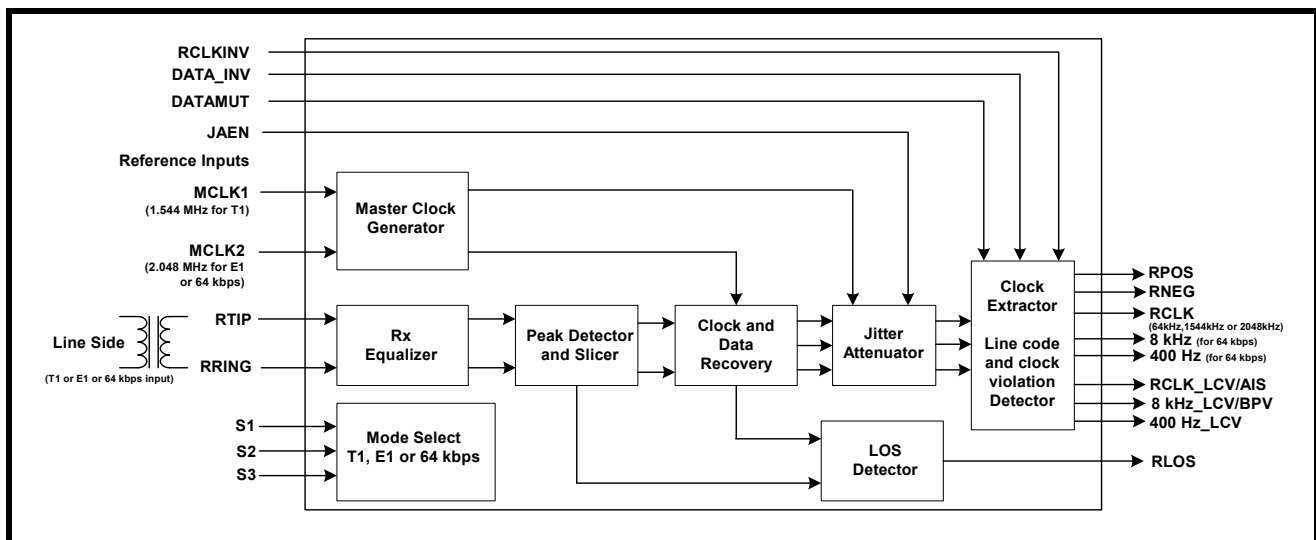 RCLKINV
DATA_INV
DATAMUT
JAEN
Reference Inputs
MCLK1
(1.544 MHz for T1)
MCLK2
(2.048 MHz for E1
or 64 kbps)
Master Clock
Generator
Line Side
(T1 or E1 or 64 kbps input)
RTIP
RRING
Rx
Equalizer
Peak Detector
and Slicer
Clock and
Data
Recovery
Jitter
Attenuator
Clock
Extractor
Line code
and clock
violation
Detector
RPOS
RNEG
RCLK
(64kHz,1544kHz or 2048kHz)
8 kHz (for 64 kbps)
400 Hz (for 64 kbps)
RCLK_LCV/AIS
8 kHz_LCV/BPV
400 Hz_LCV
S1
S2
S3
Mode Select
T1, E1 or 64 kbps
LOS
Detector
RLOS